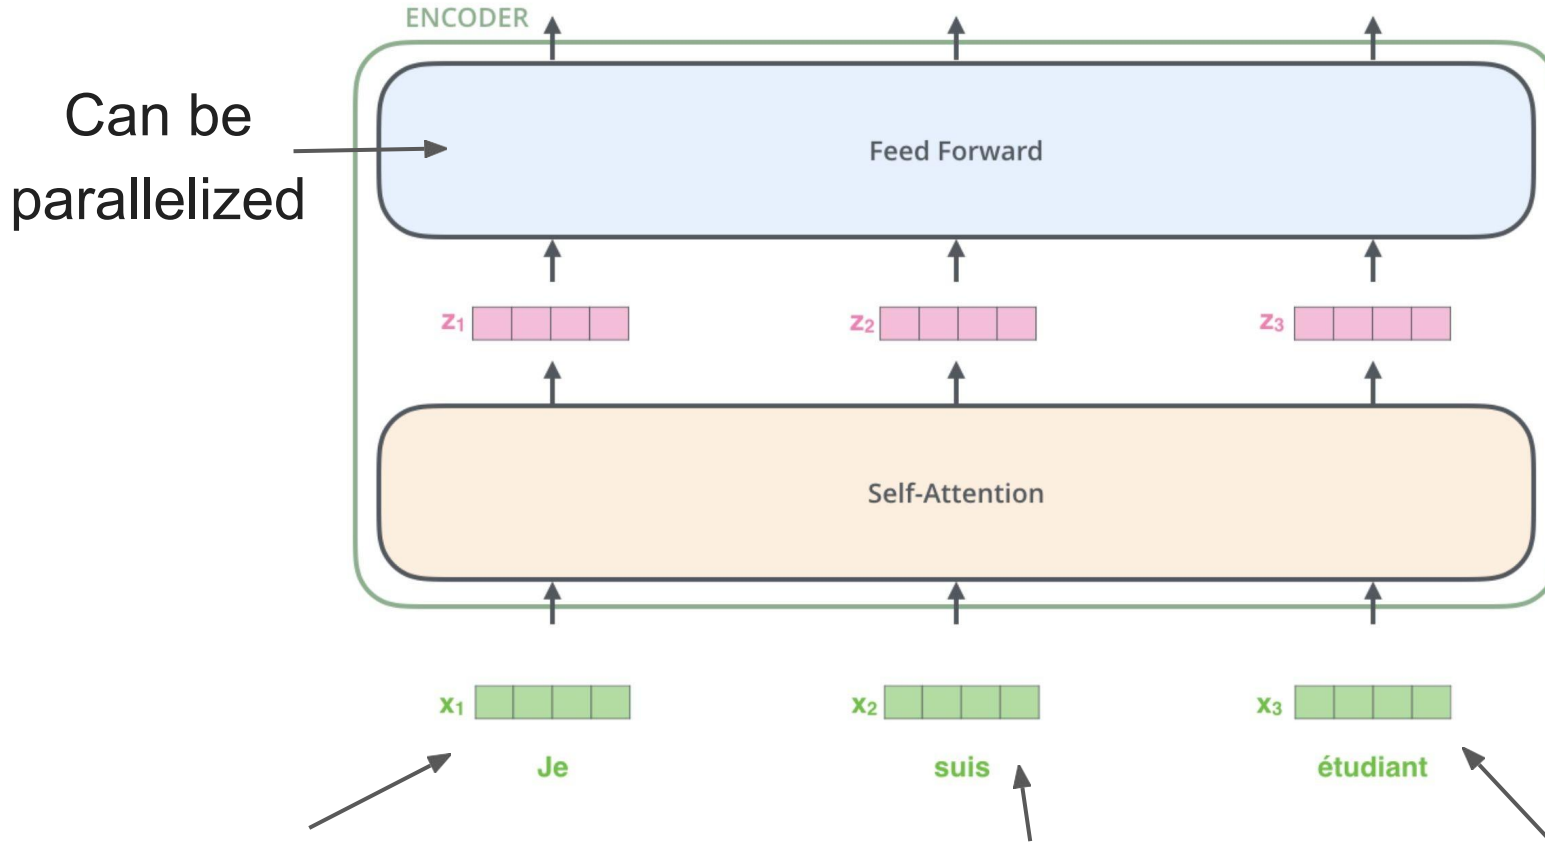 ENCODER
Can be
parallelized
Feed Forward
z₁
z₂
z₃
Self-Attention
x₁
x₂
x₃
Je
suis
étudiant